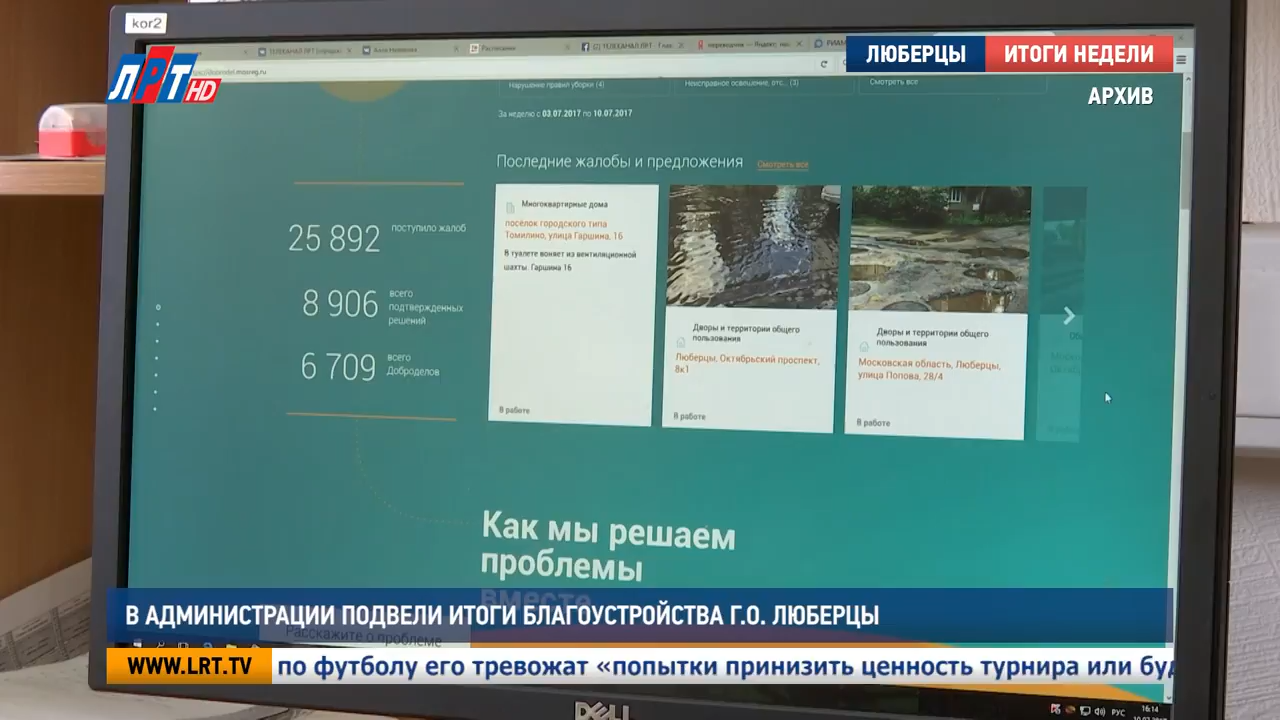 kor2
ЛРТ HD
ЛЮБЕРЦЫ ИТОГИ НЕДЕЛИ
АРХИВ
Нарушение правил уборки (4)
Неисправное освещение, отс... (3)
Смотреть все
За неделю с 03.07.2017 по 10.07.2017
Последние жалобы и предложения Смотреть все
25 892 поступило жалоб
8 906 всего подтвержденных решений
6 709 всего Доброделов
Многоквартирные дома
посёлок городского типа
Томилино, улица Гаршина, 16
В туалете воняет из вентиляционной
шахты. Гаршина 16
В работе
Дворы и территории общего
пользования
Люберцы, Октябрьский проспект,
8к1
В работе
Дворы и территории общего
пользования
Московская область, Люберцы,
улица Попова, 28/4
В работе
Как мы решаем
проблемы
вместе
Расскажите о проблеме
В АДМИНИСТРАЦИИ ПОДВЕЛИ ИТОГИ БЛАГОУСТРОЙСТВА Г.О. ЛЮБЕРЦЫ
WWW.LRT.TV по футболу его тревожат «попытки принизить ценность турнира или буд
РУС 16:14
DELL